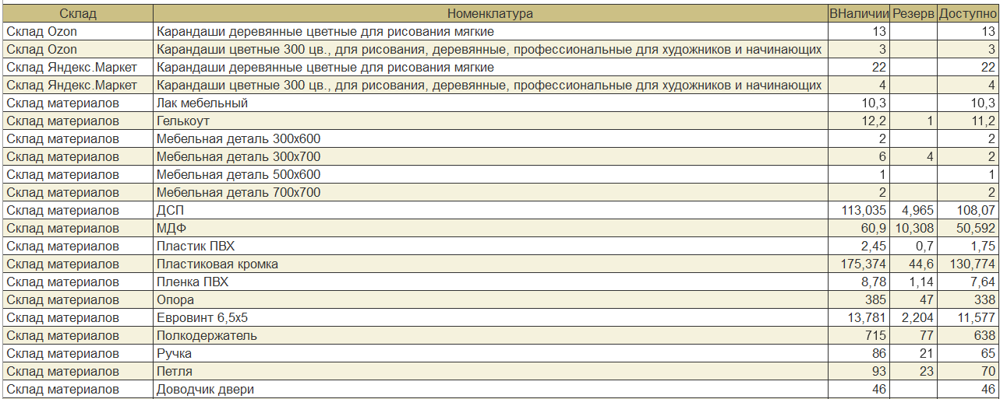 Склад Номенклатура ВНаличии Резерв Доступно
Склад Ozon Карандаши деревянные цветные для рисования мягкие 13 13
Склад Ozon Карандаши цветные 300 цв., для рисования, деревянные, профессиональные для художников и начинающих 3 3
Склад Яндекс.Маркет Карандаши деревянные цветные для рисования мягкие 22 22
Склад Яндекс.Маркет Карандаши цветные 300 цв., для рисования, деревянные, профессиональные для художников и начинающих 4 4
Склад материалов Лак мебельный 10,3 10,3
Склад материалов Гелькоут 12,2 1 11,2
Склад материалов Мебельная деталь 300х600 2 2
Склад материалов Мебельная деталь 300х700 6 4 2
Склад материалов Мебельная деталь 500х600 1 1
Склад материалов Мебельная деталь 700х700 2 2
Склад материалов ДСП 113,035 4,965 108,07
Склад материалов МДФ 60,9 10,308 50,592
Склад материалов Пластик ПВХ 2,45 0,7 1,75
Склад материалов Пластиковая кромка 175,374 44,6 130,774
Склад материалов Пленка ПВХ 8,78 1,14 7,64
Склад материалов Опора 385 47 338
Склад материалов Евровинт 6,5х5 13,781 2,204 11,577
Склад материалов Полкодержатель 715 77 638
Склад материалов Ручка 86 21 65
Склад материалов Петля 93 23 70
Склад материалов Доводчик двери 46 46